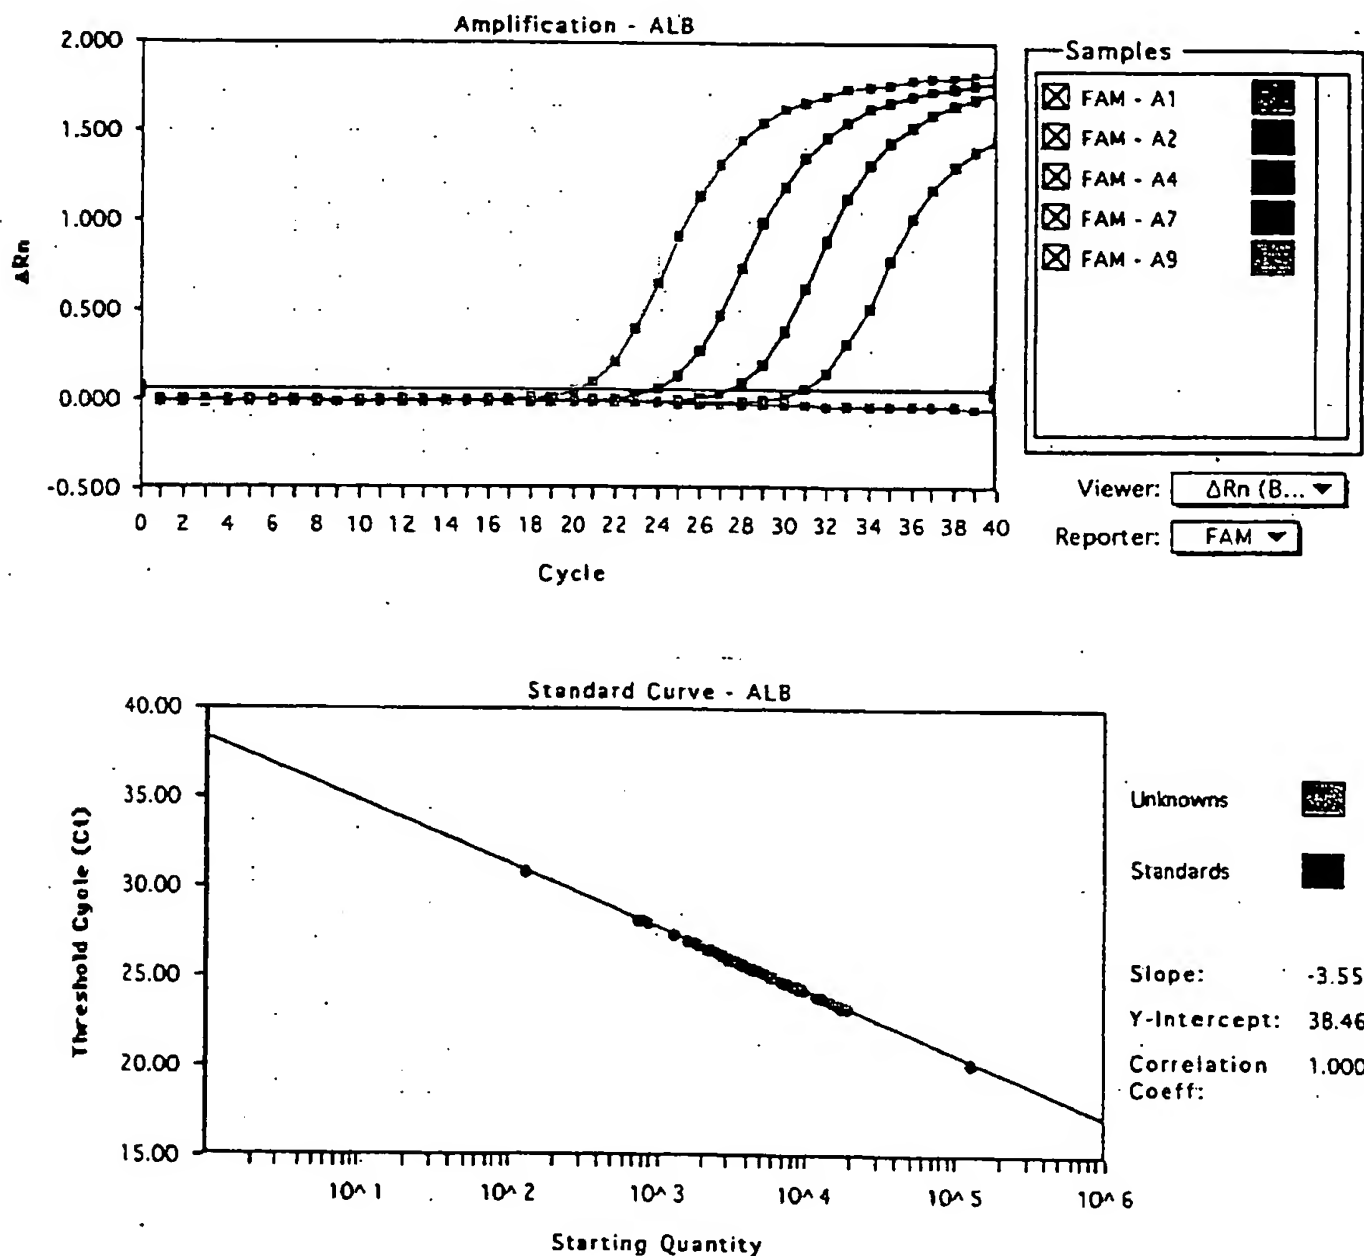 Amplification - ALB
2.000
1.500
1.000
0.500
0.000
-0.500
ΔRn
0 2 4 6 8 10 12 14 16 18 20 22 24 26 28 30 32 34 36 38 40
Cycle
Samples
FAM - A1
FAM - A2
FAM - A4
FAM - A7
FAM - A9
Viewer: ΔRn (B...
Reporter: FAM
Standard Curve - ALB
40.00
35.00
30.00
25.00
20.00
15.00
Threshold Cycle (Ct)
10^1 10^2 10^3 10^4 10^5 10^6
Starting Quantity
Unknowns
Standards
Slope: -3.55
Y-Intercept: 38.46
Correlation 1.000
Coeff: